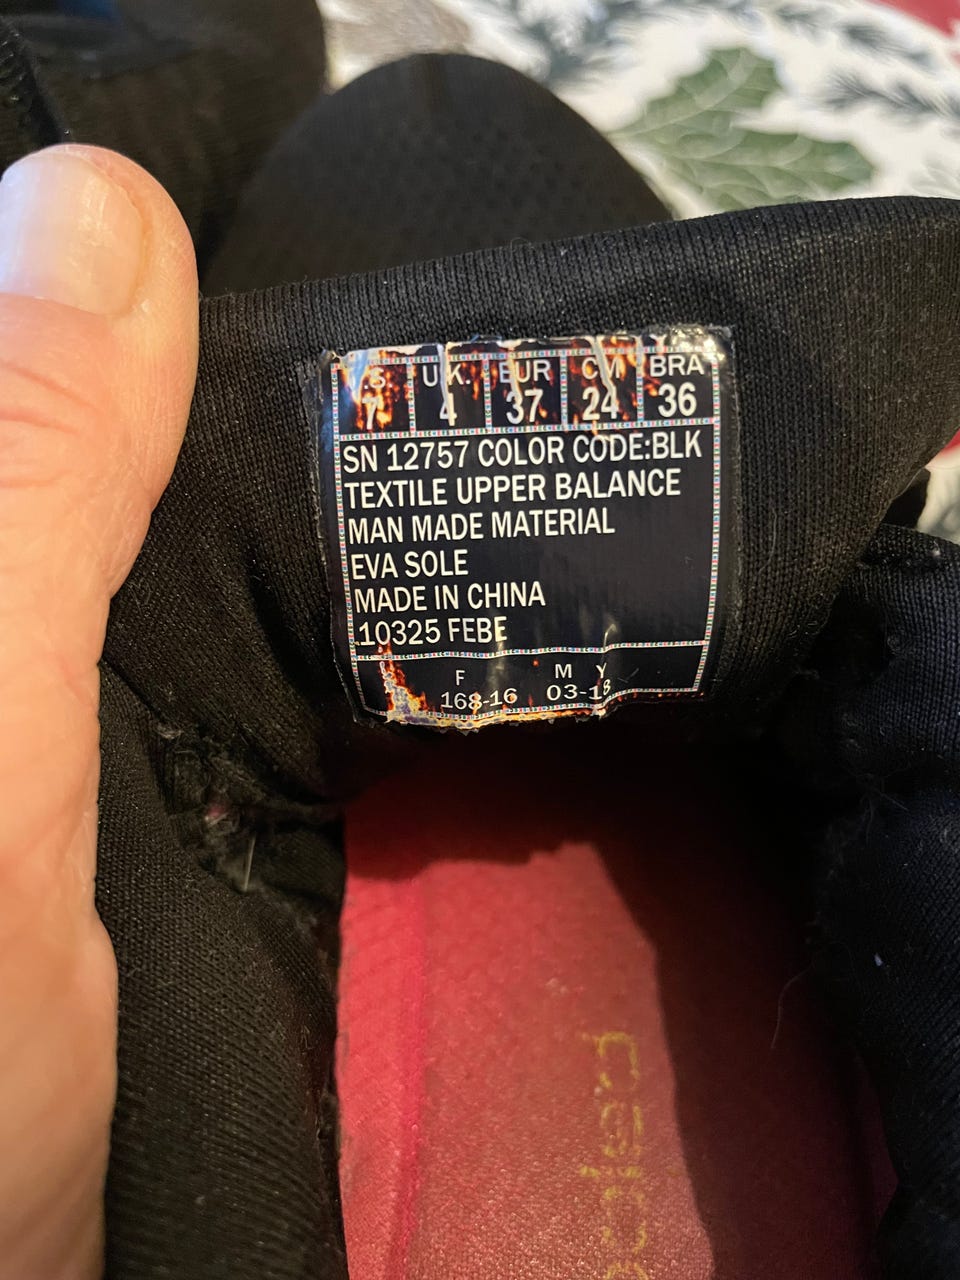 U.S. U.K. EUR CM BRA
7 4 37 24 36
SN 12757 COLOR CODE:BLK
TEXTILE UPPER BALANCE
MAN MADE MATERIAL
EVA SOLE
MADE IN CHINA
10325 FEBE
F M Y
168-16 03-18